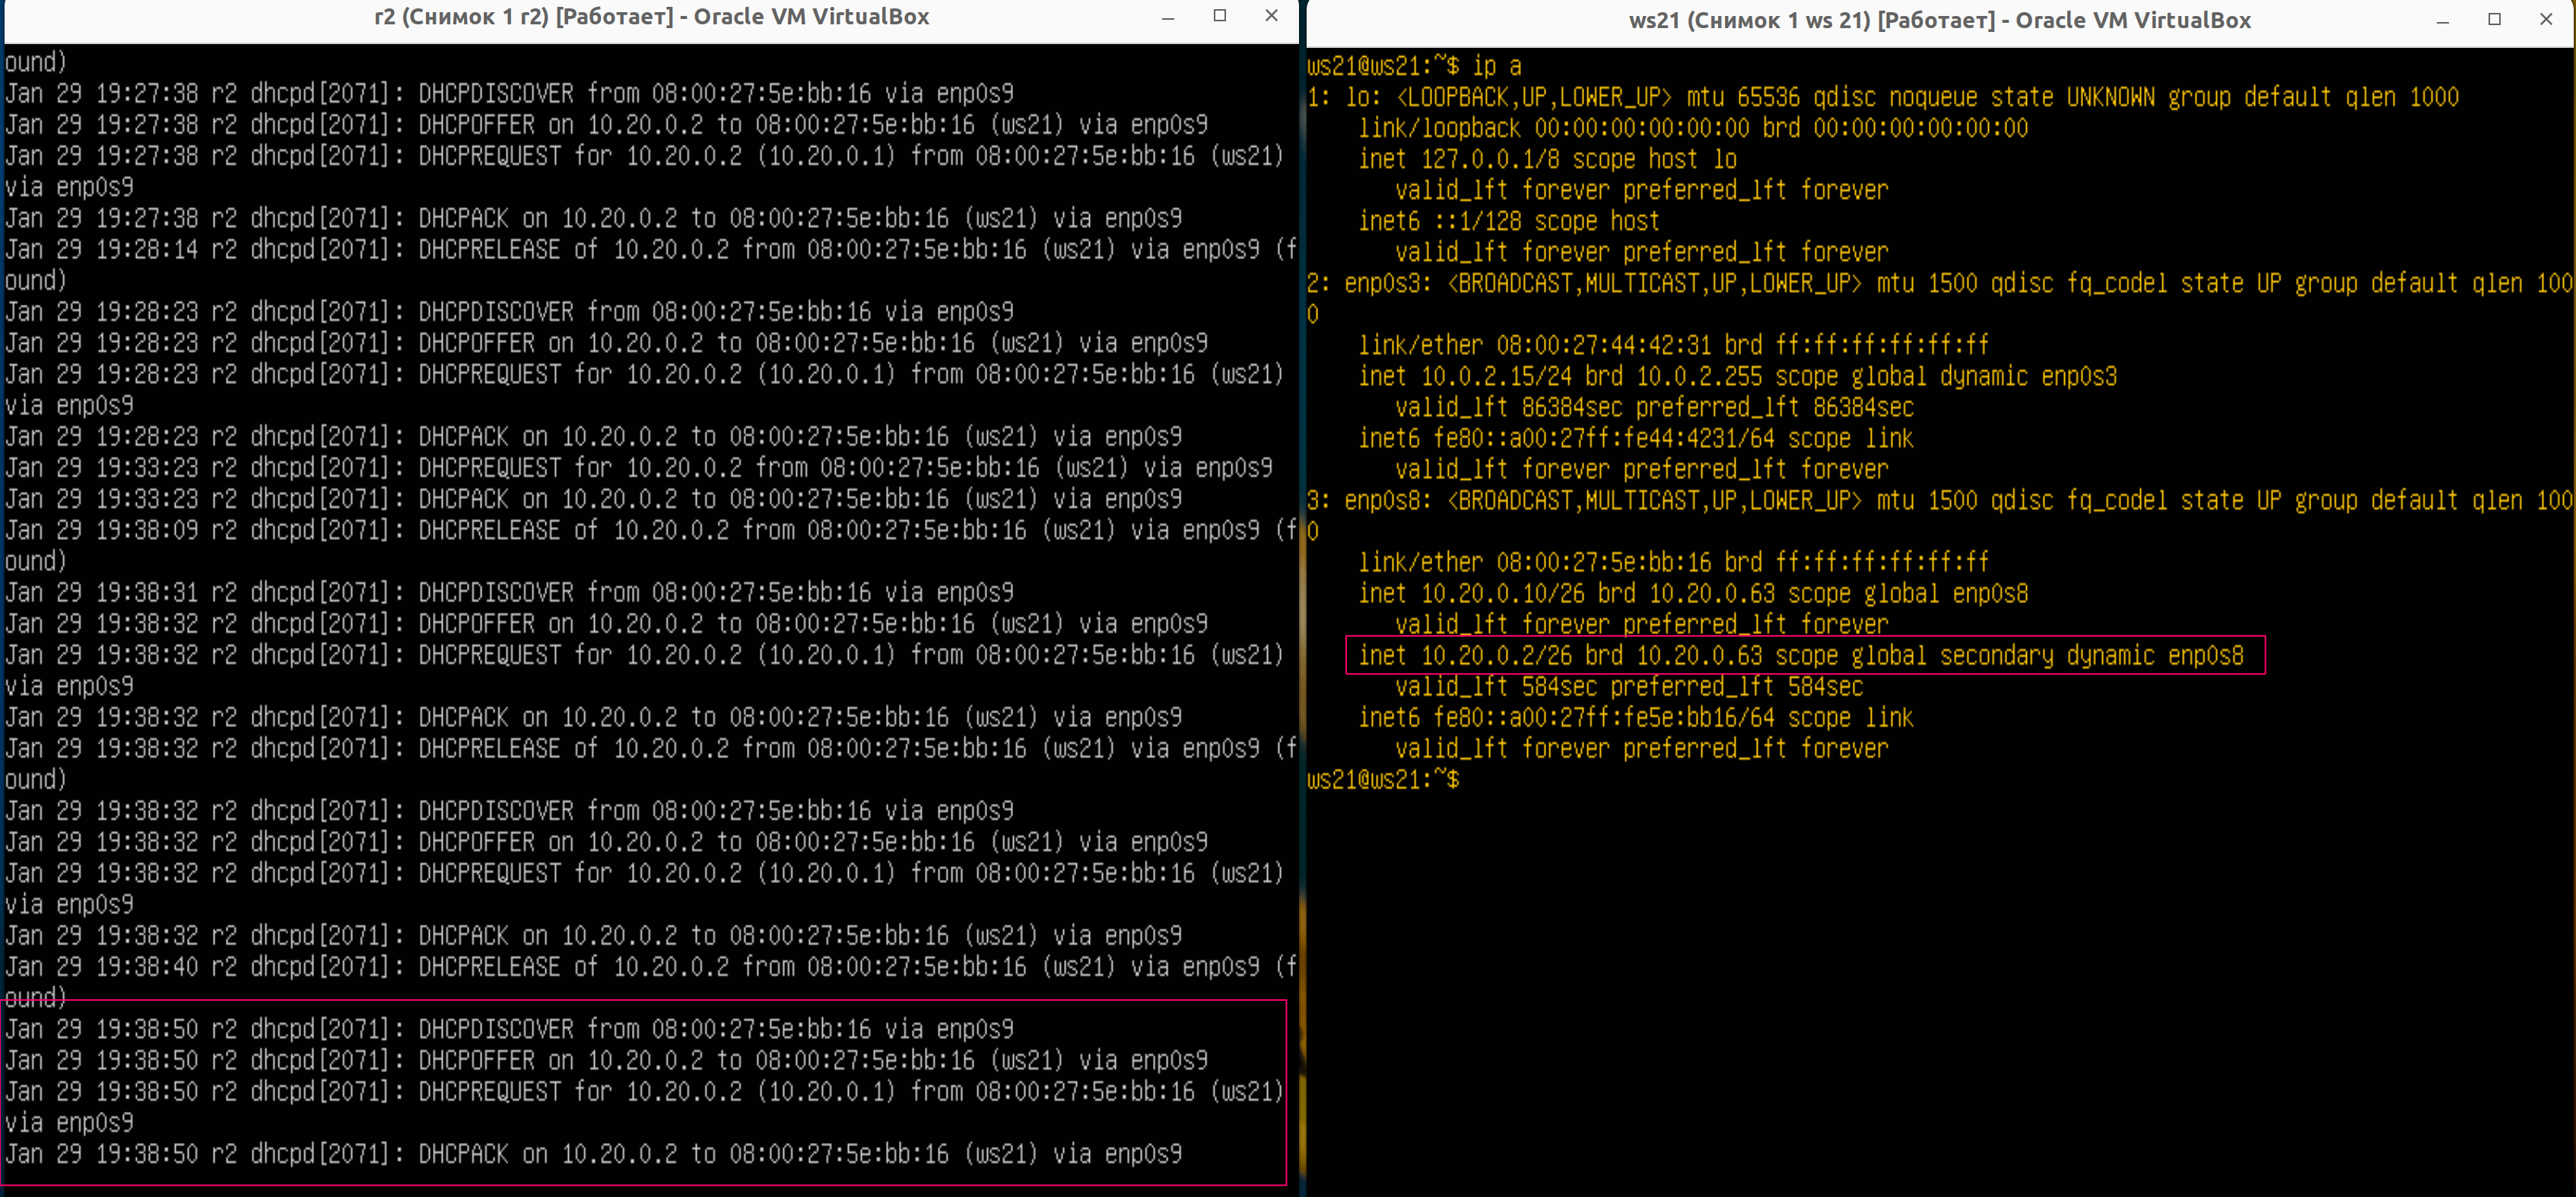 r2 (Снимок 1 r2) [Работает] - Oracle VM VirtualBox
ound)
Jan 29 19:27:38 r2 dhcpd[2071]: DHCPDISCOVER from 08:00:27:5e:bb:16 via enp0s9
Jan 29 19:27:38 r2 dhcpd[2071]: DHCPOFFER on 10.20.0.2 to 08:00:27:5e:bb:16 (ws21) via enp0s9
Jan 29 19:27:38 r2 dhcpd[2071]: DHCPREQUEST for 10.20.0.2 (10.20.0.1) from 08:00:27:5e:bb:16 (ws21)
via enp0s9
Jan 29 19:27:38 r2 dhcpd[2071]: DHCPACK on 10.20.0.2 to 08:00:27:5e:bb:16 (ws21) via enp0s9
Jan 29 19:28:14 r2 dhcpd[2071]: DHCPRELEASE of 10.20.0.2 from 08:00:27:5e:bb:16 (ws21) via enp0s9 (f
ound)
Jan 29 19:28:23 r2 dhcpd[2071]: DHCPDISCOVER from 08:00:27:5e:bb:16 via enp0s9
Jan 29 19:28:23 r2 dhcpd[2071]: DHCPOFFER on 10.20.0.2 to 08:00:27:5e:bb:16 (ws21) via enp0s9
Jan 29 19:28:23 r2 dhcpd[2071]: DHCPREQUEST for 10.20.0.2 (10.20.0.1) from 08:00:27:5e:bb:16 (ws21)
via enp0s9
Jan 29 19:28:23 r2 dhcpd[2071]: DHCPACK on 10.20.0.2 to 08:00:27:5e:bb:16 (ws21) via enp0s9
Jan 29 19:33:23 r2 dhcpd[2071]: DHCPREQUEST for 10.20.0.2 from 08:00:27:5e:bb:16 (ws21) via enp0s9
Jan 29 19:33:23 r2 dhcpd[2071]: DHCPACK on 10.20.0.2 to 08:00:27:5e:bb:16 (ws21) via enp0s9
Jan 29 19:38:09 r2 dhcpd[2071]: DHCPRELEASE of 10.20.0.2 from 08:00:27:5e:bb:16 (ws21) via enp0s9 (f
ound)
Jan 29 19:38:31 r2 dhcpd[2071]: DHCPDISCOVER from 08:00:27:5e:bb:16 via enp0s9
Jan 29 19:38:32 r2 dhcpd[2071]: DHCPOFFER on 10.20.0.2 to 08:00:27:5e:bb:16 (ws21) via enp0s9
Jan 29 19:38:32 r2 dhcpd[2071]: DHCPREQUEST for 10.20.0.2 (10.20.0.1) from 08:00:27:5e:bb:16 (ws21)
via enp0s9
Jan 29 19:38:32 r2 dhcpd[2071]: DHCPACK on 10.20.0.2 to 08:00:27:5e:bb:16 (ws21) via enp0s9
Jan 29 19:38:32 r2 dhcpd[2071]: DHCPRELEASE of 10.20.0.2 from 08:00:27:5e:bb:16 (ws21) via enp0s9 (f
ound)
Jan 29 19:38:32 r2 dhcpd[2071]: DHCPDISCOVER from 08:00:27:5e:bb:16 via enp0s9
Jan 29 19:38:32 r2 dhcpd[2071]: DHCPOFFER on 10.20.0.2 to 08:00:27:5e:bb:16 (ws21) via enp0s9
Jan 29 19:38:32 r2 dhcpd[2071]: DHCPREQUEST for 10.20.0.2 (10.20.0.1) from 08:00:27:5e:bb:16 (ws21)
via enp0s9
Jan 29 19:38:32 r2 dhcpd[2071]: DHCPACK on 10.20.0.2 to 08:00:27:5e:bb:16 (ws21) via enp0s9
Jan 29 19:38:40 r2 dhcpd[2071]: DHCPRELEASE of 10.20.0.2 from 08:00:27:5e:bb:16 (ws21) via enp0s9 (f
ound)
Jan 29 19:38:50 r2 dhcpd[2071]: DHCPDISCOVER from 08:00:27:5e:bb:16 via enp0s9
Jan 29 19:38:50 r2 dhcpd[2071]: DHCPOFFER on 10.20.0.2 to 08:00:27:5e:bb:16 (ws21) via enp0s9
Jan 29 19:38:50 r2 dhcpd[2071]: DHCPREQUEST for 10.20.0.2 (10.20.0.1) from 08:00:27:5e:bb:16 (ws21)
via enp0s9
Jan 29 19:38:50 r2 dhcpd[2071]: DHCPACK on 10.20.0.2 to 08:00:27:5e:bb:16 (ws21) via enp0s9
ws21 (Снимок 1 ws 21) [Работает] - Oracle VM VirtualBox
ws21@ws21:~$ ip a
1: lo: <LOOPBACK,UP,LOWER_UP> mtu 65536 qdisc noqueue state UNKNOWN group default qlen 1000
link/loopback 00:00:00:00:00:00 brd 00:00:00:00:00:00
inet 127.0.0.1/8 scope host lo
valid_lft forever preferred_lft forever
inet6 ::1/128 scope host
valid_lft forever preferred_lft forever
2: enp0s3: <BROADCAST,MULTICAST,UP,LOWER_UP> mtu 1500 qdisc fq_codel state UP group default qlen 100
0
link/ether 08:00:27:44:42:31 brd ff:ff:ff:ff:ff:ff
inet 10.0.2.15/24 brd 10.0.2.255 scope global dynamic enp0s3
valid_lft 86384sec preferred_lft 86384sec
inet6 fe80::a00:27ff:fe44:4231/64 scope link
valid_lft forever preferred_lft forever
3: enp0s8: <BROADCAST,MULTICAST,UP,LOWER_UP> mtu 1500 qdisc fq_codel state UP group default qlen 100
0
link/ether 08:00:27:5e:bb:16 brd ff:ff:ff:ff:ff:ff
inet 10.20.0.10/26 brd 10.20.0.63 scope global enp0s8
valid_lft forever preferred_lft forever
inet 10.20.0.2/26 brd 10.20.0.63 scope global secondary dynamic enp0s8
valid_lft 584sec preferred_lft 584sec
inet6 fe80::a00:27ff:fe5e:bb16/64 scope link
valid_lft forever preferred_lft forever
ws21@ws21:~$